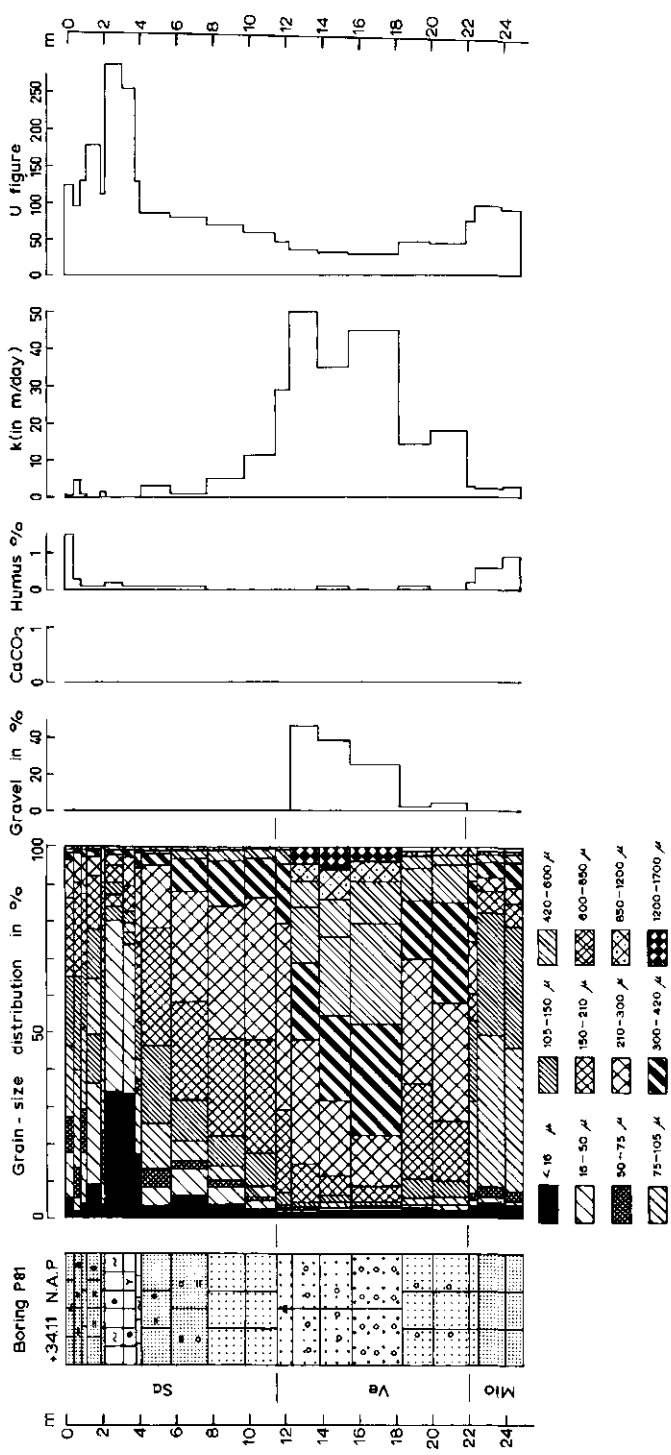 Boring P81
+34.11 N.A.P
m
0
2
4
6
8
10
12
14
16
18
20
22
24
Sa
Ve
Mio
Grain-size distribution in %
0
50
100
Gravel in %
0
20
40
CaCO3
0
1
Humus %
0
1
k(in m/day)
0
10
20
30
40
50
U figure
0
50
100
150
200
250
m
0
2
4
6
8
10
12
14
16
18
20
22
24
<16 µ
16-50 µ
50-75 µ
75-105 µ
105-150 µ
150-210 µ
210-300 µ
300-420 µ
420-600 µ
600-850 µ
850-1200 µ
1200-1700 µ